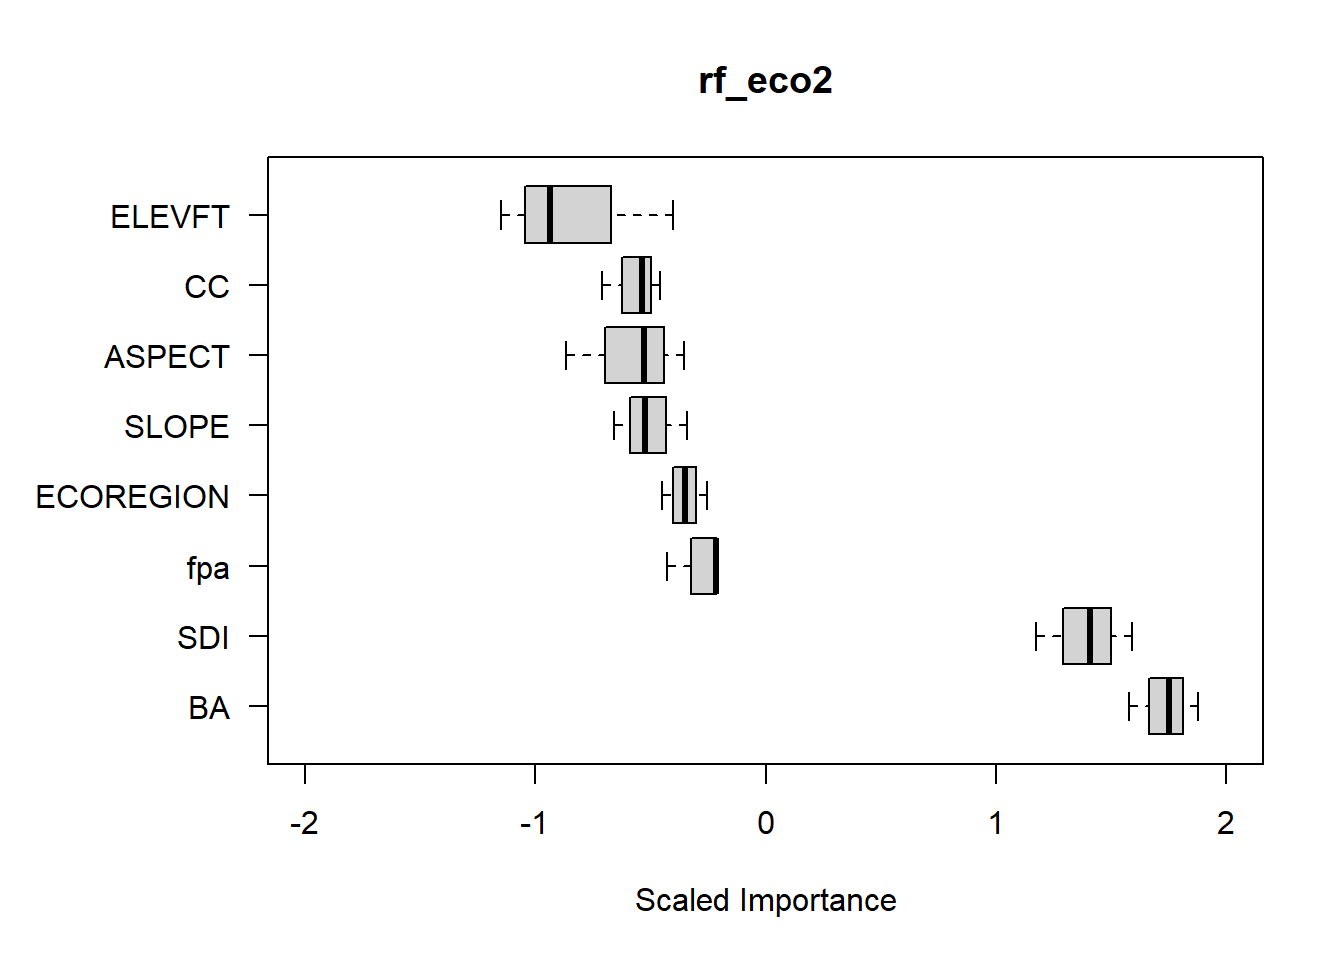 rf_eco2
ELEVFT
CC
ASPECT
SLOPE
ECOREGION
fpa
SDI
BA
-2 -1 0 1 2
Scaled Importance